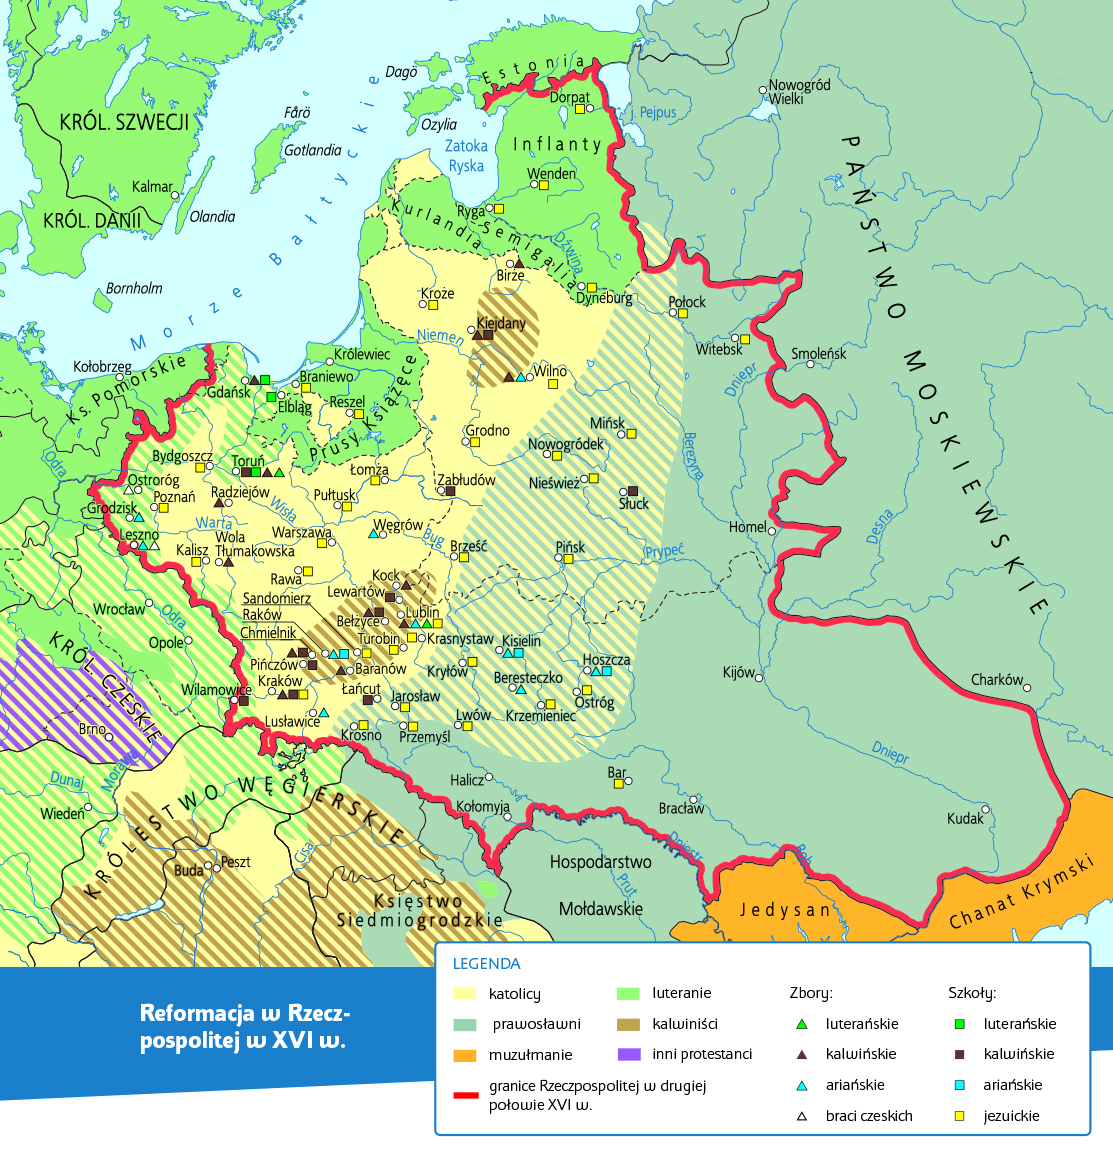 Dagö
Estonia
Nowogród
Wielki
Fårö
Dorpat
j. Pejpus
KRÓL. SZWECJI
Ozylia
Gotlandia
Zatoka
Ryska
Inflanty
Kalmar
Wenden
PAŃSTWO MOSKIEWSKIE
KRÓL. DANII
Olandia
Ryga
Kurlandia
Semigalia
Dźwina
Morze Bałtyckie
Birże
Bornholm
Kroże
Dyneburg
Połock
Kiejdany
Niemen
Witebsk
Smoleńsk
Królewiec
Kołobrzeg
Ks. Pomorskie
Gdańsk
Braniewo
Wilno
Dniepr
Elbląg
Reszel
Prusy Książęce
Grodno
Mińsk
Nowogródek
Berezyna
Bydgoszcz
Toruń
Odra
Ostroróg
Poznań
Radziejów
Łomża
Zabłudów
Nieśwież
Słuck
Grodzisk
Wisła
Pułtusk
Desna
Leszno
Warta
Wola
Tłumakowska
Warszawa
Węgrów
Bug
Homel
Kalisz
Brześć
Pińsk
Prypeć
Rawa
Kock
Lewartów
Wrocław
Odra
Sandomierz
Raków
Lublin
Bełżyce
Chmielnik
Turobin
Krasnystaw
Kisielin
Opole
KRÓL. CZESKIE
Pińczów
Baranów
Kryłów
Hoszcza
Kijów
Charków
Kraków
Beresteczko
Wilamowice
Łańcut
Jarosław
Ostróg
Krzemieniec
Lusławice
Lwów
Brno
Krosno
Przemyśl
Dniepr
Morawa
Dunaj
Halicz
Bar
Wiedeń
KRÓLESTWO WĘGIERSKIE
Kołomyja
Bracław
Kudak
Cisa
Dniestr
Boh
Buda
Peszt
Hospodarstwo
Mołdawskie
Prut
Chanat Krymski
Księstwo
Siedmiogrodzkie
Jedysan
Reformacja w Rzecz-
pospolitej w XVI w.
LEGENDA
katolicy
luteranie
Zbory:
Szkoły:
prawosławni
kalwiniści
luterańskie
luterańskie
muzułmanie
inni protestanci
kalwińskie
kalwińskie
granice Rzeczpospolitej w drugiej
połowie XVI w.
ariańskie
ariańskie
braci czeskich
jezuickie